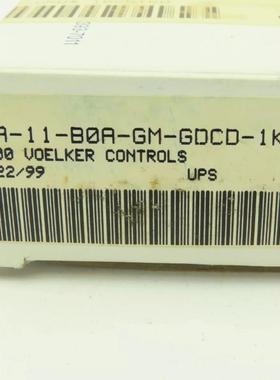 A-11-B0A-GM-GDCD-1K
00 VOELKER CONTROLS
22/99 UPS